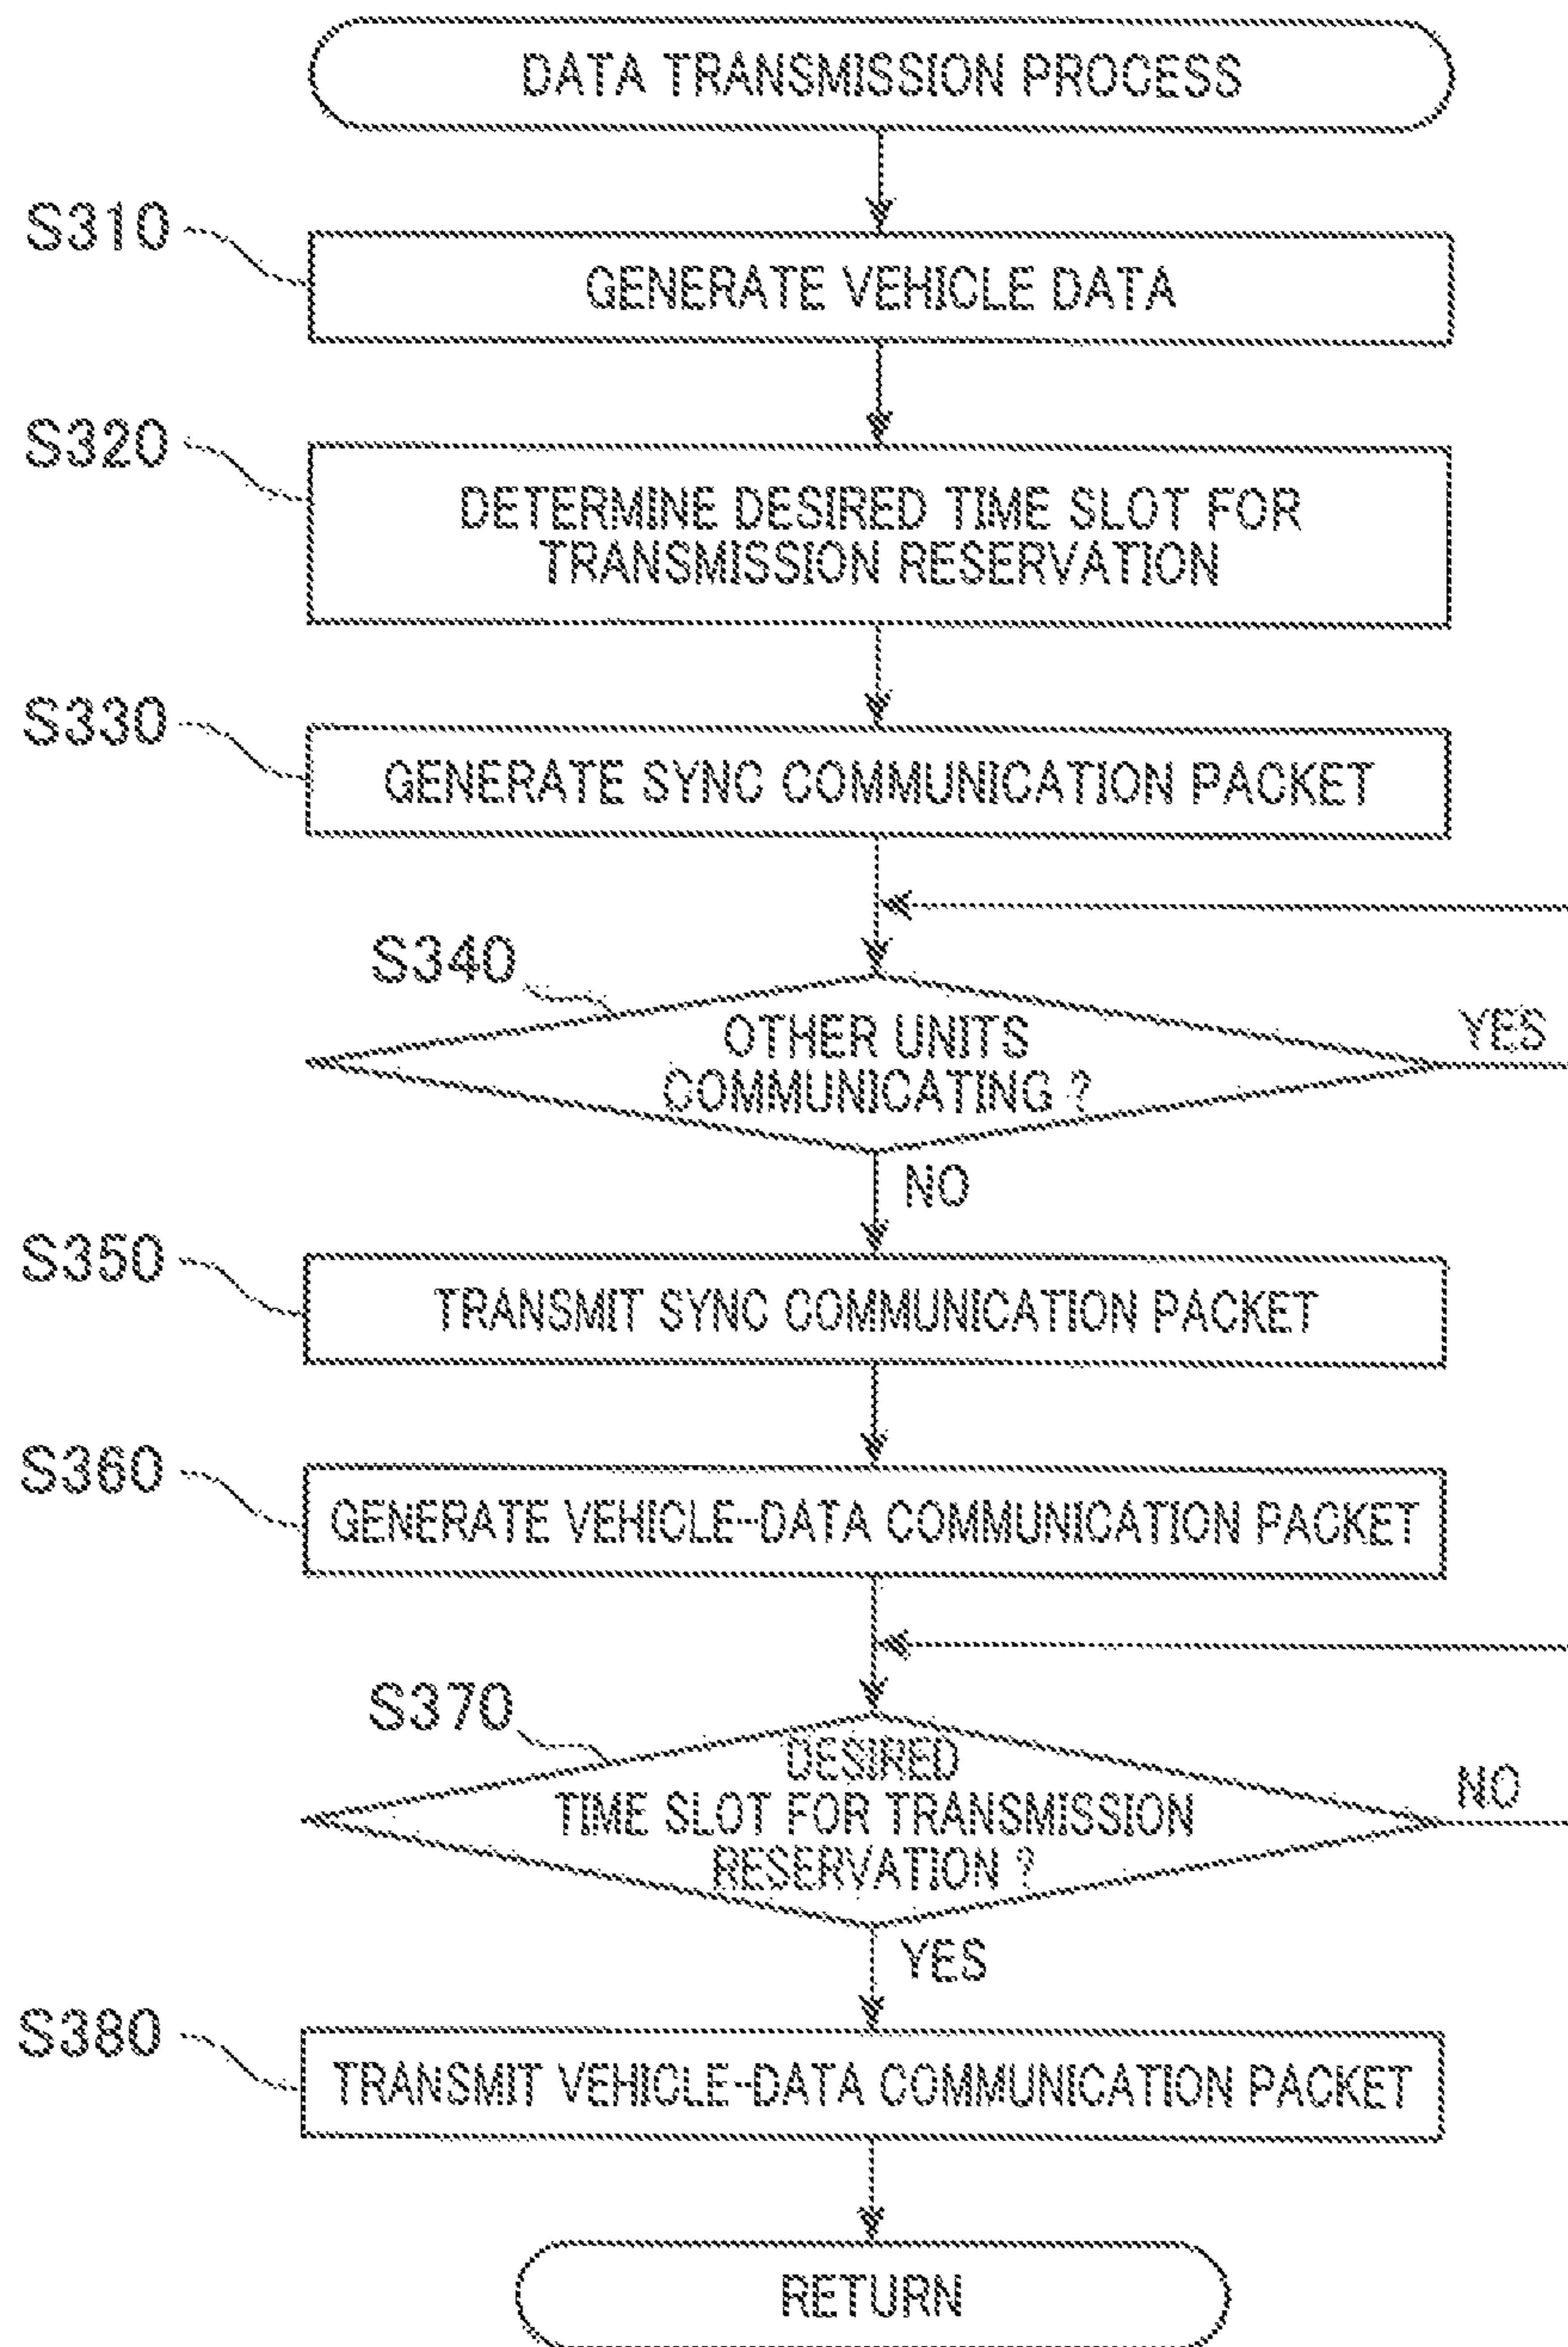 DATA TRANSMISSION PROCESS
S310
GENERATE VEHICLE DATA
S320
DETERMINE DESIRED TIME SLOT FOR
TRANSMISSION RESERVATION
S330
GENERATE SYNC COMMUNICATION PACKET
S340
OTHER UNITS
COMMUNICATING ?
YES
NO
S350
TRANSMIT SYNC COMMUNICATION PACKET
S360
GENERATE VEHICLE-DATA COMMUNICATION PACKET
S370
DESIRED
TIME SLOT FOR TRANSMISSION
RESERVATION ?
NO
YES
S380
TRANSMIT VEHICLE-DATA COMMUNICATION PACKET
RETURN